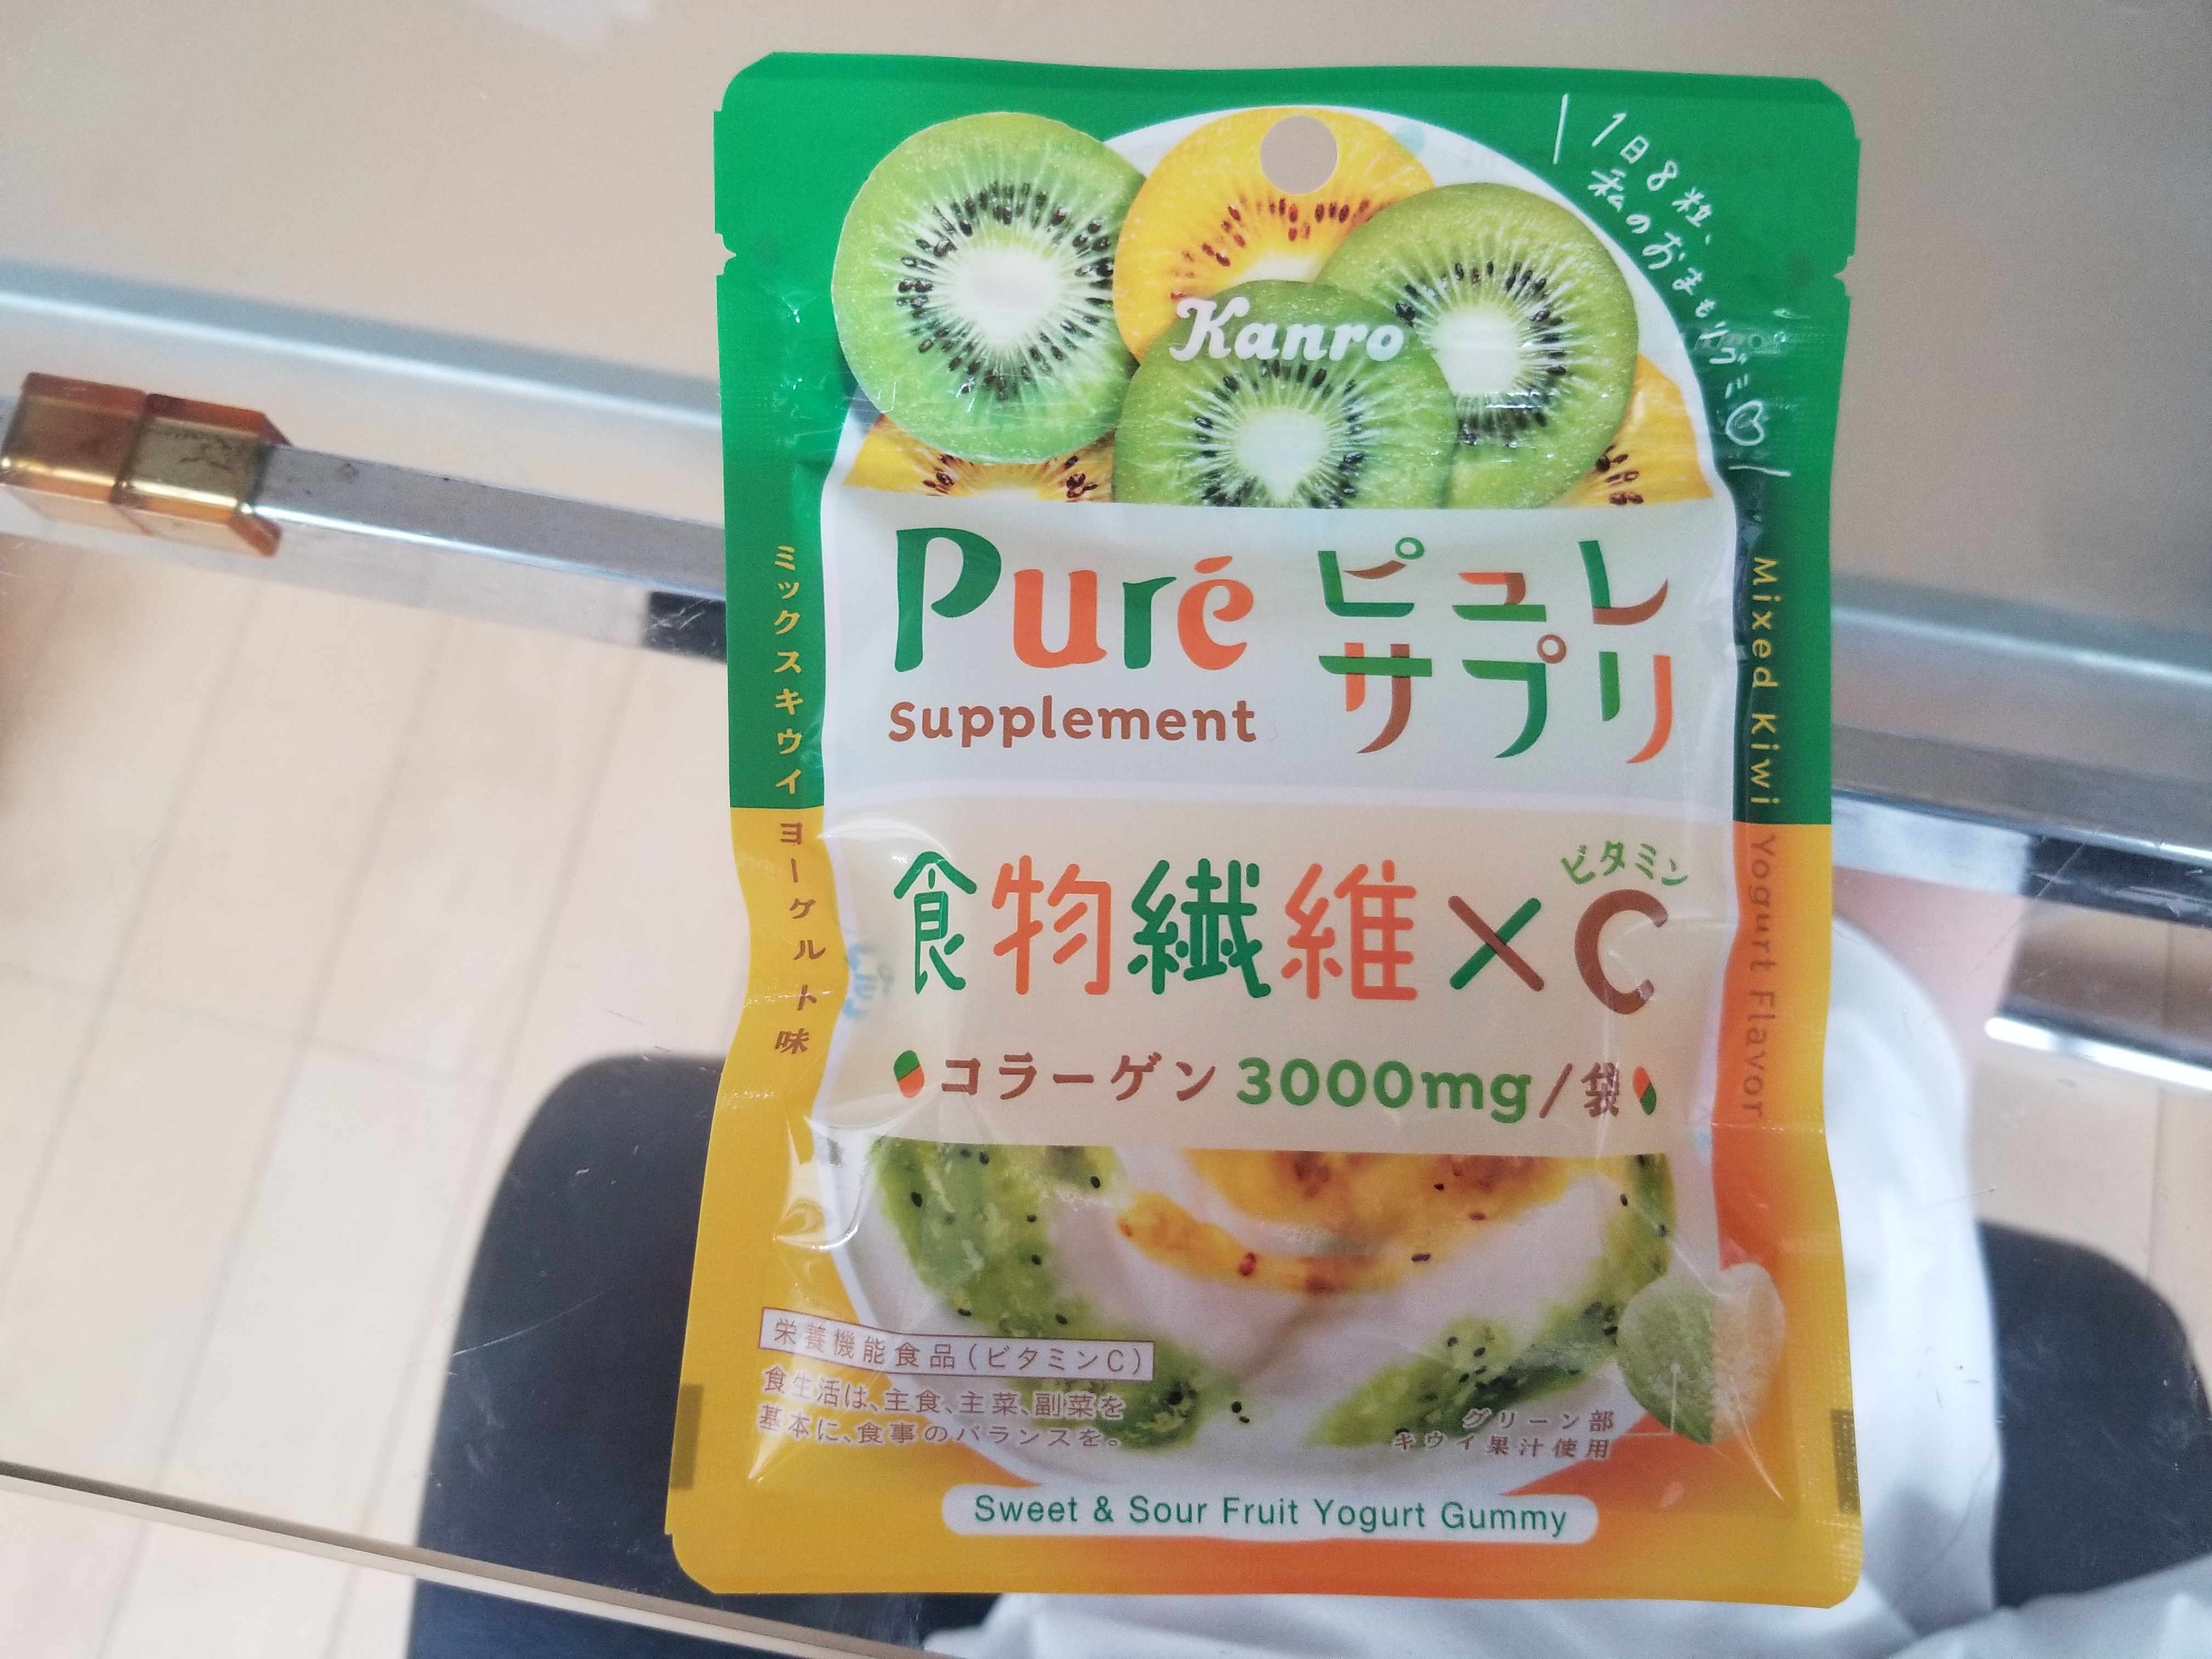 1日8粒、
私のおまもりグミ♡
Kanro
Puré
Supplement
ピュレ
サプリ
ミックスキウイ ヨーグルト味
Mixed Kiwi Yogurt Flavor
食物繊維×ビタミンC
コラーゲン3000mg/袋
栄養機能食品(ビタミンC)
食生活は、主食、主菜、副菜を
基本に、食事のバランスを。
グリーン部
キウイ果汁使用
Sweet & Sour Fruit Yogurt Gummy